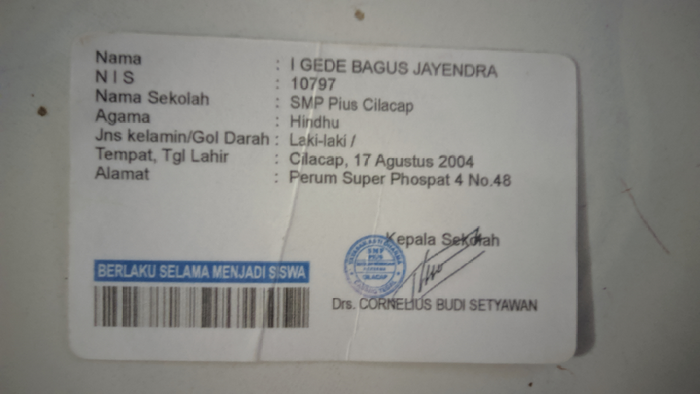 Nama : I GEDE BAGUS JAYENDRA
N I S : 10797
Nama Sekolah : SMP Pius Cilacap
Agama : Hindhu
Jns kelamin/Gol Darah : Laki-laki /
Tempat, Tgl Lahir : Cilacap, 17 Agustus 2004
Alamat : Perum Super Phospat 4 No.48
Kepala Sekolah
SMP
PIUS
CILACAP
BERLAKU SELAMA MENJADI SISWA
Drs. CORNELIUS BUDI SETYAWAN